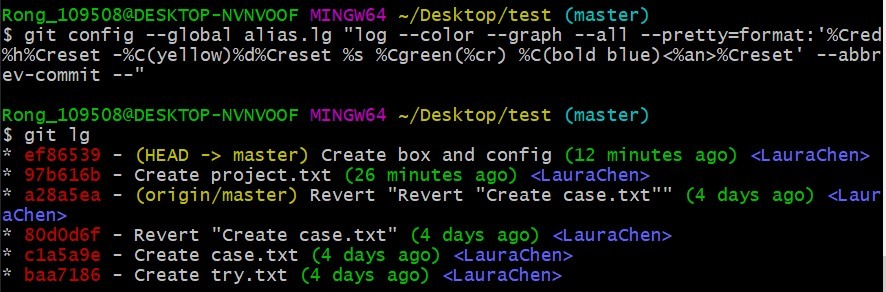 Rong_109508@DESKTOP-NVNVOOF MINGW64 ~/Desktop/test (master)
$ git config --global alias.lg "log --color --graph --all --pretty=format:'%Cred
%h%Creset -%C(yellow)%d%Creset %s %Cgreen(%cr) %C(bold blue)<%an>%Creset' --abbr
ev-commit --"
Rong_109508@DESKTOP-NVNVOOF MINGW64 ~/Desktop/test (master)
$ git lg
* ef86539 - (HEAD -> master) Create box and config (12 minutes ago) <LauraChen>
* 97b616b - Create project.txt (26 minutes ago) <LauraChen>
* a28a5ea - (origin/master) Revert "Revert "Create case.txt"" (4 days ago) <Laur
aChen>
* 80d0d6f - Revert "Create case.txt" (4 days ago) <LauraChen>
* c1a5a9e - Create case.txt (4 days ago) <LauraChen>
* baa7186 - Create try.txt (4 days ago) <LauraChen>